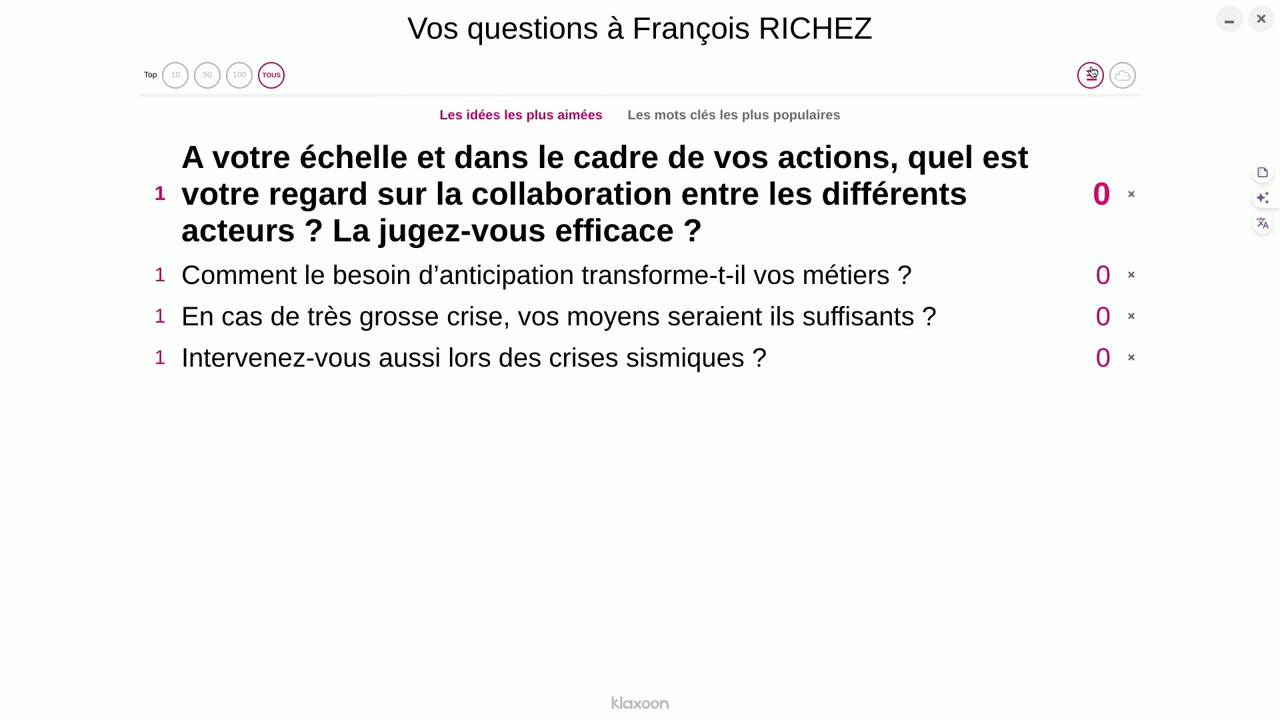 Vos questions à François RICHEZ
Top 10 50 100 TOUS
Les idées les plus aimées Les mots clés les plus populaires
A votre échelle et dans le cadre de vos actions, quel est
1 votre regard sur la collaboration entre les différents 0 ×
acteurs ? La jugez-vous efficace ?
1 Comment le besoin d’anticipation transforme-t-il vos métiers ? 0 ×
1 En cas de très grosse crise, vos moyens seraient ils suffisants ? 0 ×
1 Intervenez-vous aussi lors des crises sismiques ? 0 ×
klaxoon